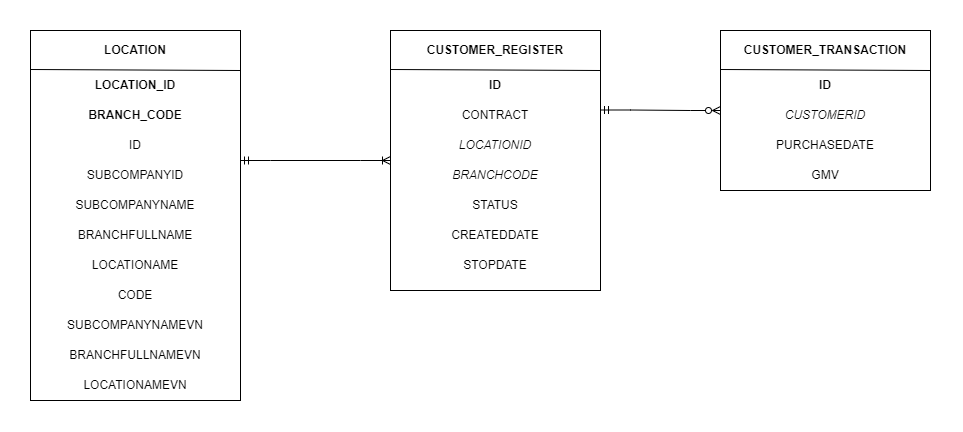 LOCATION
LOCATION_ID
BRANCH_CODE
ID
SUBCOMPANYID
SUBCOMPANYNAME
BRANCHFULLNAME
LOCATIONAME
CODE
SUBCOMPANYNAMEVN
BRANCHFULLNAMEVN
LOCATIONAMEVN
CUSTOMER_REGISTER
ID
CONTRACT
LOCATIONID
BRANCHCODE
STATUS
CREATEDDATE
STOPDATE
CUSTOMER_TRANSACTION
ID
CUSTOMERID
PURCHASEDATE
GMV